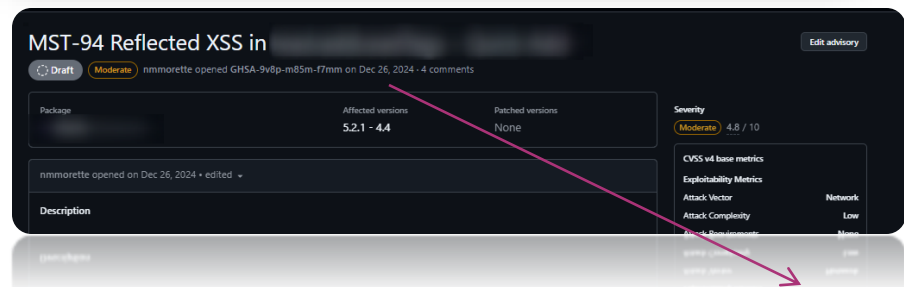 MST-94 Reflected XSS in
Edit advisory
Draft Moderate nmmorette opened GHSA-9v8p-m85m-f7mm on Dec 26, 2024 · 4 comments
Package Affected versions Patched versions
5.2.1 - 4.4 None
Severity
Moderate 4.8 / 10
CVSS v4 base metrics
Exploitability Metrics
Attack Vector Network
Attack Complexity Low
Attack Requirements None
nmmorette opened on Dec 26, 2024 • edited
Description